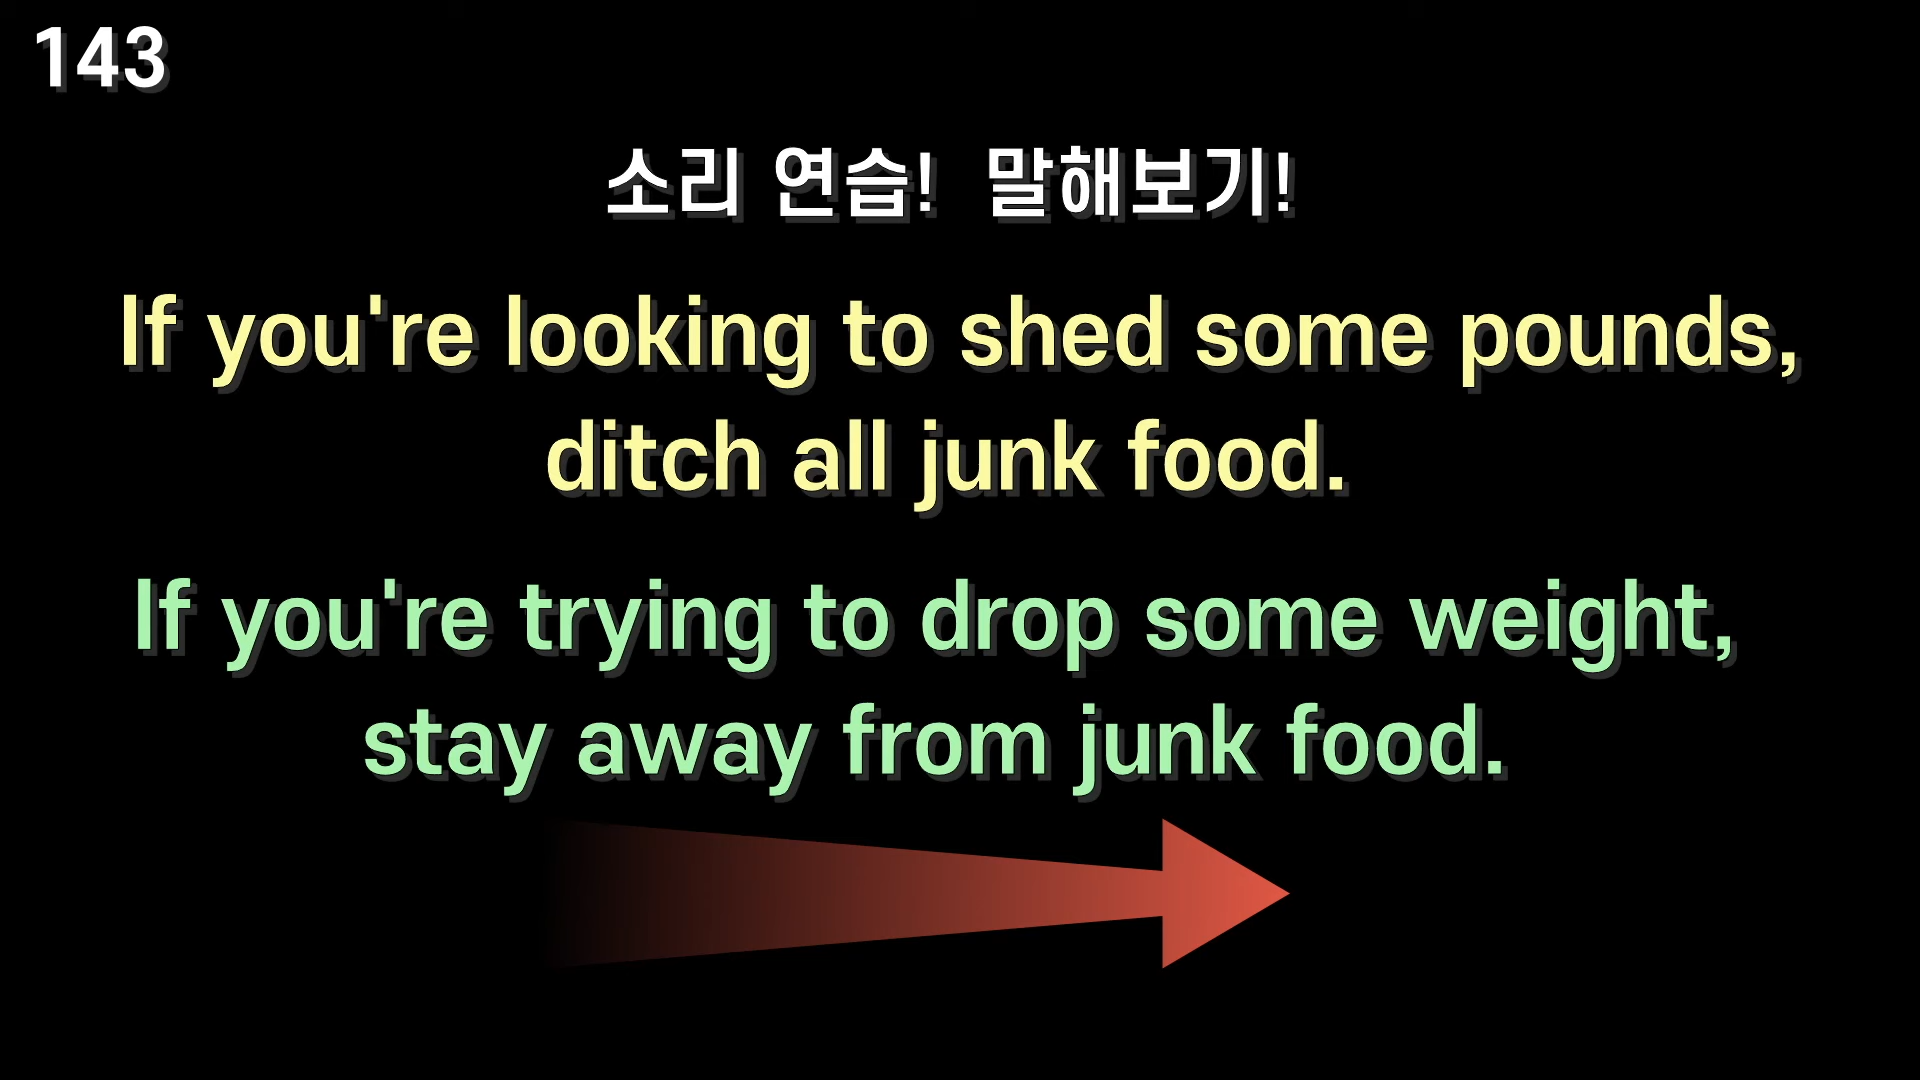 143
소리 연습! 말해보기!
If you're looking to shed some pounds,
ditch all junk food.
If you're trying to drop some weight,
stay away from junk food.